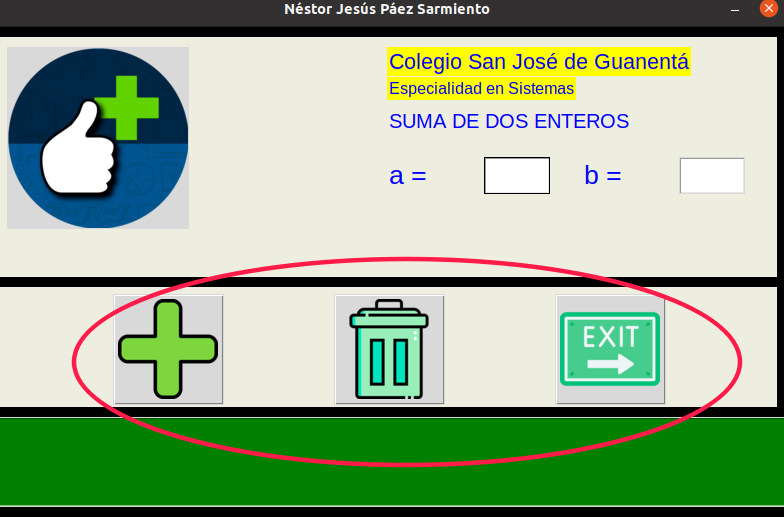 Néstor Jesús Páez Sarmiento
Colegio San José de Guanentá
Especialidad en Sistemas
SUMA DE DOS ENTEROS
a = b =
EXIT